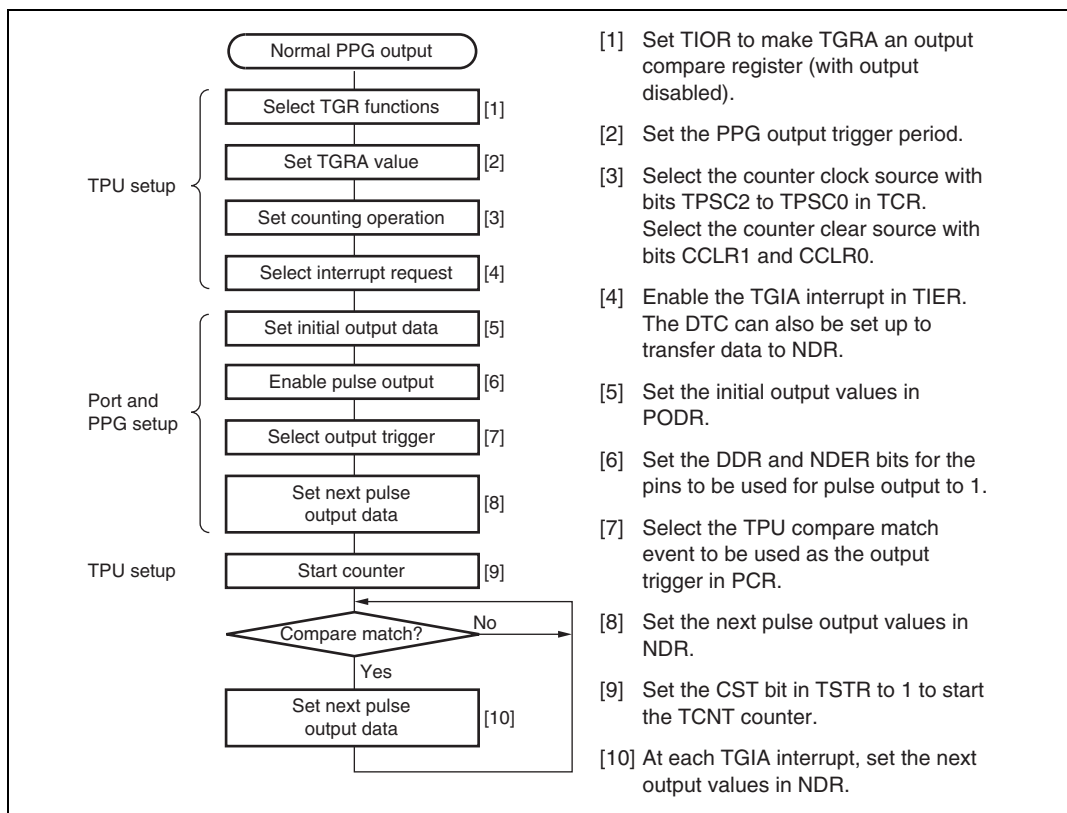 Normal PPG output
Select TGR functions [1]
Set TGRA value [2]
TPU setup
Set counting operation [3]
Select interrupt request [4]
Set initial output data [5]
Enable pulse output [6]
Port and
PPG setup
Select output trigger [7]
Set next pulse
output data
[8]
TPU setup
Start counter [9]
Compare match?
No
Yes
Set next pulse
output data
[10]
[1] Set TIOR to make TGRA an output
compare register (with output
disabled).
[2] Set the PPG output trigger period.
[3] Select the counter clock source with
bits TPSC2 to TPSC0 in TCR.
Select the counter clear source with
bits CCLR1 and CCLR0.
[4] Enable the TGIA interrupt in TIER.
The DTC can also be set up to
transfer data to NDR.
[5] Set the initial output values in
PODR.
[6] Set the DDR and NDER bits for the
pins to be used for pulse output to 1.
[7] Select the TPU compare match
event to be used as the output
trigger in PCR.
[8] Set the next pulse output values in
NDR.
[9] Set the CST bit in TSTR to 1 to start
the TCNT counter.
[10] At each TGIA interrupt, set the next
output values in NDR.